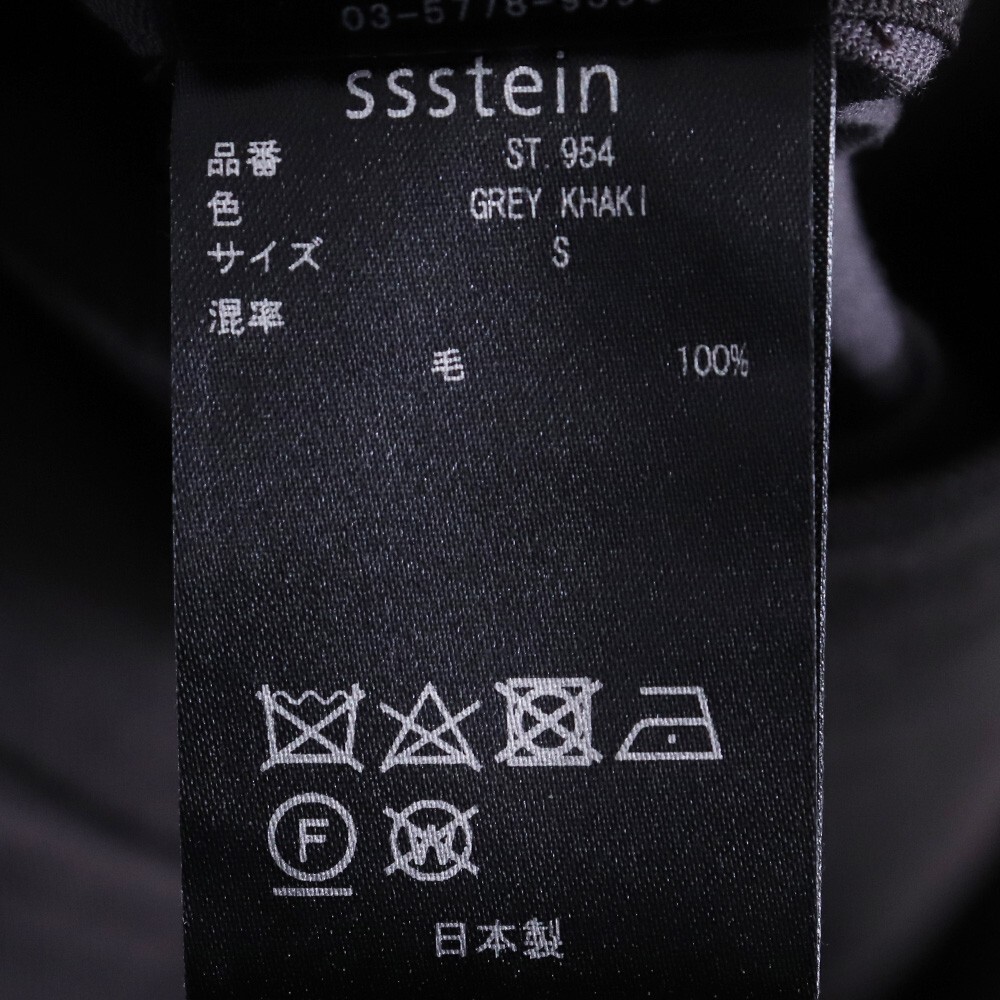 ssstein
品番 ST.954
色 GREY KHAKI
サイズ S
混率
毛 100%
F W
日本製